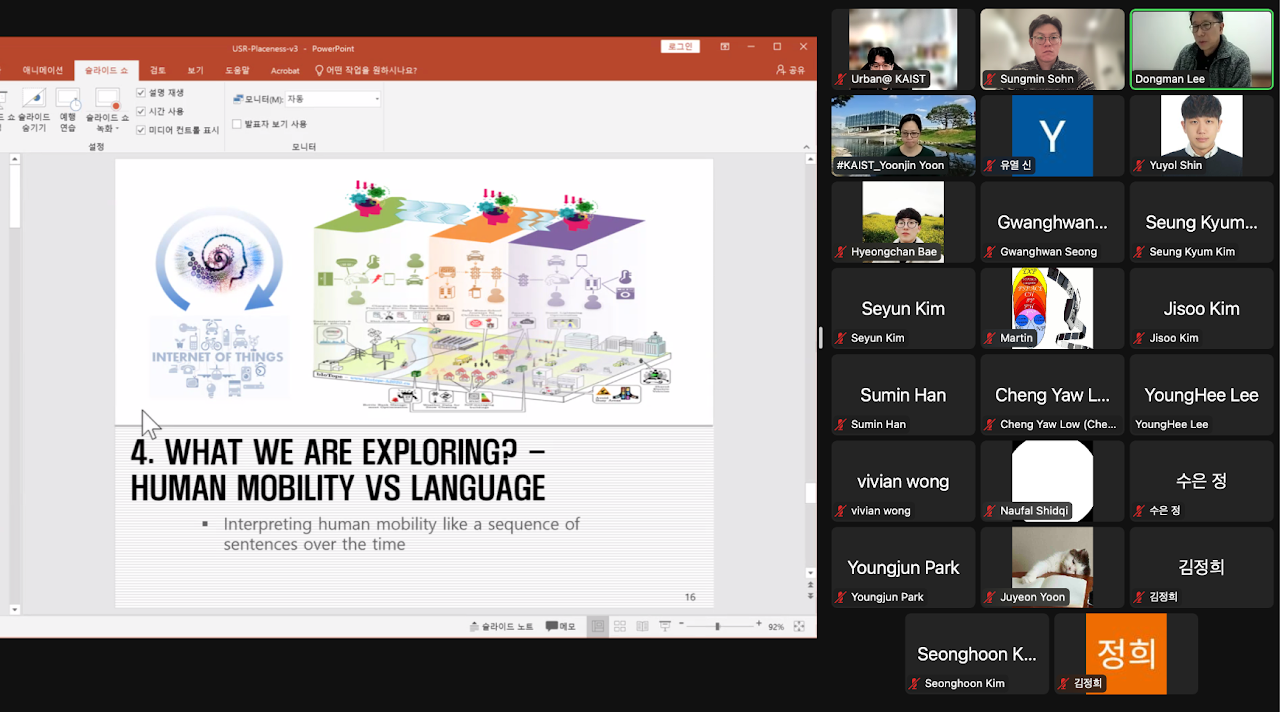 USR-Placeness-v3 - PowerPoint
로그인
애니메이션 슬라이드 쇼 검토 보기 도움말 Acrobat 어떤 작업을 원하시나요? 공유
슬라이드 숨기기
예행 연습
슬라이드 쇼 녹화
설명 재생
시간 사용
미디어 컨트롤 표시
설정
모니터(M): 자동
발표자 보기 사용
모니터
INTERNET OF THINGS
4. WHAT WE ARE EXPLORING? –
HUMAN MOBILITY VS LANGUAGE
▪ Interpreting human mobility like a sequence of
sentences over the time
16
슬라이드 노트 메모 92%
Urban@ KAIST
Sungmin Sohn
Dongman Lee
#KAIST_Yoonjin Yoon
Y
유열 신
Yuyol Shin
Hyeongchan Bae
Gwanghwan...
Gwanghwan Seong
Seung Kyum...
Seung Kyum Kim
Seyun Kim
Seyun Kim
Martin
Jisoo Kim
Jisoo Kim
Sumin Han
Sumin Han
Cheng Yaw L...
Cheng Yaw Low (Che...
YoungHee Lee
YoungHee Lee
vivian wong
vivian wong
Naufal Shidqi
수은 정
수은 정
Youngjun Park
Youngjun Park
Juyeon Yoon
김정희
김정희
Seonghoon K...
Seonghoon Kim
정희
김정희